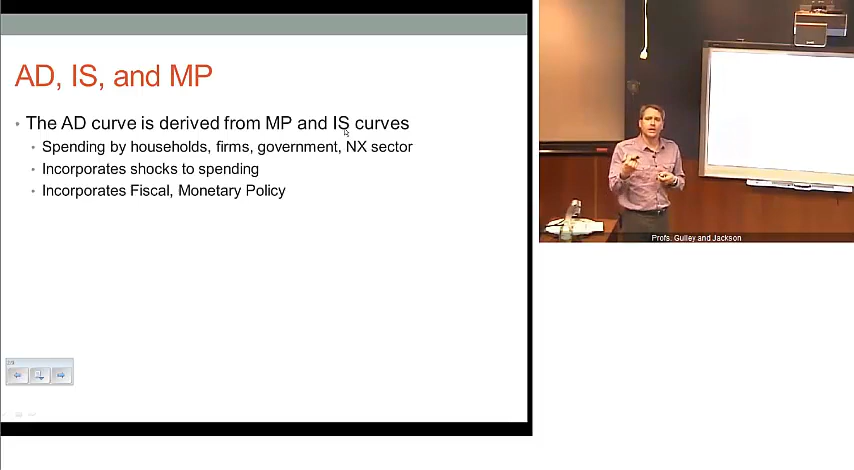 AD, IS, and MP
• The AD curve is derived from MP and IS curves
• Spending by households, firms, government, NX sector
• Incorporates shocks to spending
• Incorporates Fiscal, Monetary Policy
Profs. Gulley and Jackson